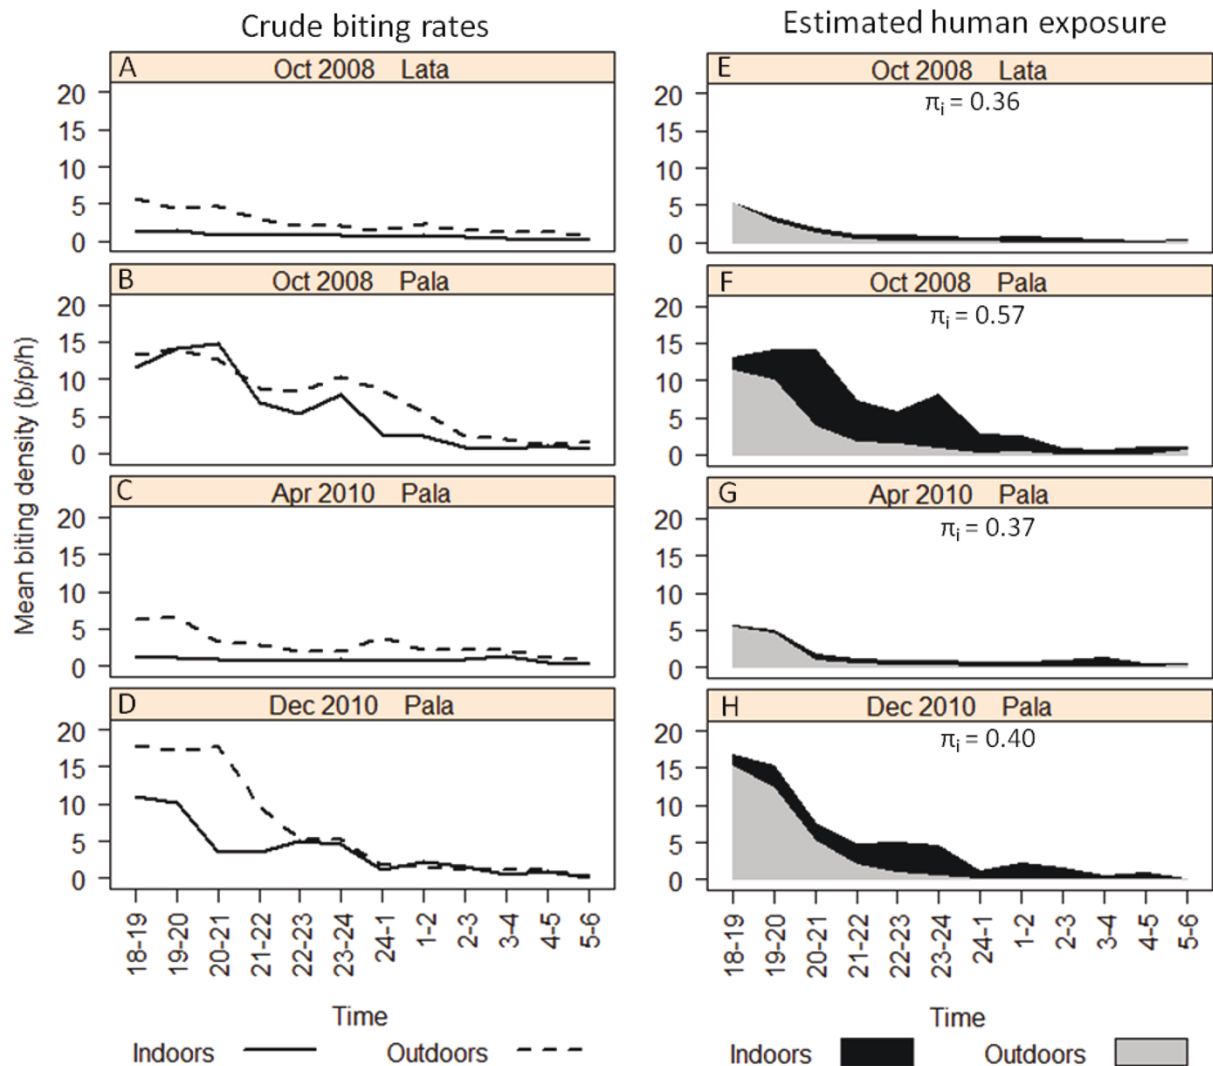 Crude biting rates
Estimated human exposure
Mean biting density (b/p/h)
A
Oct 2008 Lata
20
15
10
5
0
B
Oct 2008 Pala
20
15
10
5
0
C
Apr 2010 Pala
20
15
10
5
0
D
Dec 2010 Pala
20
15
10
5
0
18-19
19-20
20-21
21-22
22-23
23-24
24-1
1-2
2-3
3-4
4-5
5-6
Time
Indoors
Outdoors
E
Oct 2008 Lata
πi = 0.36
20
15
10
5
0
F
Oct 2008 Pala
πi = 0.57
20
15
10
5
0
G
Apr 2010 Pala
πi = 0.37
20
15
10
5
0
H
Dec 2010 Pala
πi = 0.40
20
15
10
5
0
18-19
19-20
20-21
21-22
22-23
23-24
24-1
1-2
2-3
3-4
4-5
5-6
Time
Indoors
Outdoors